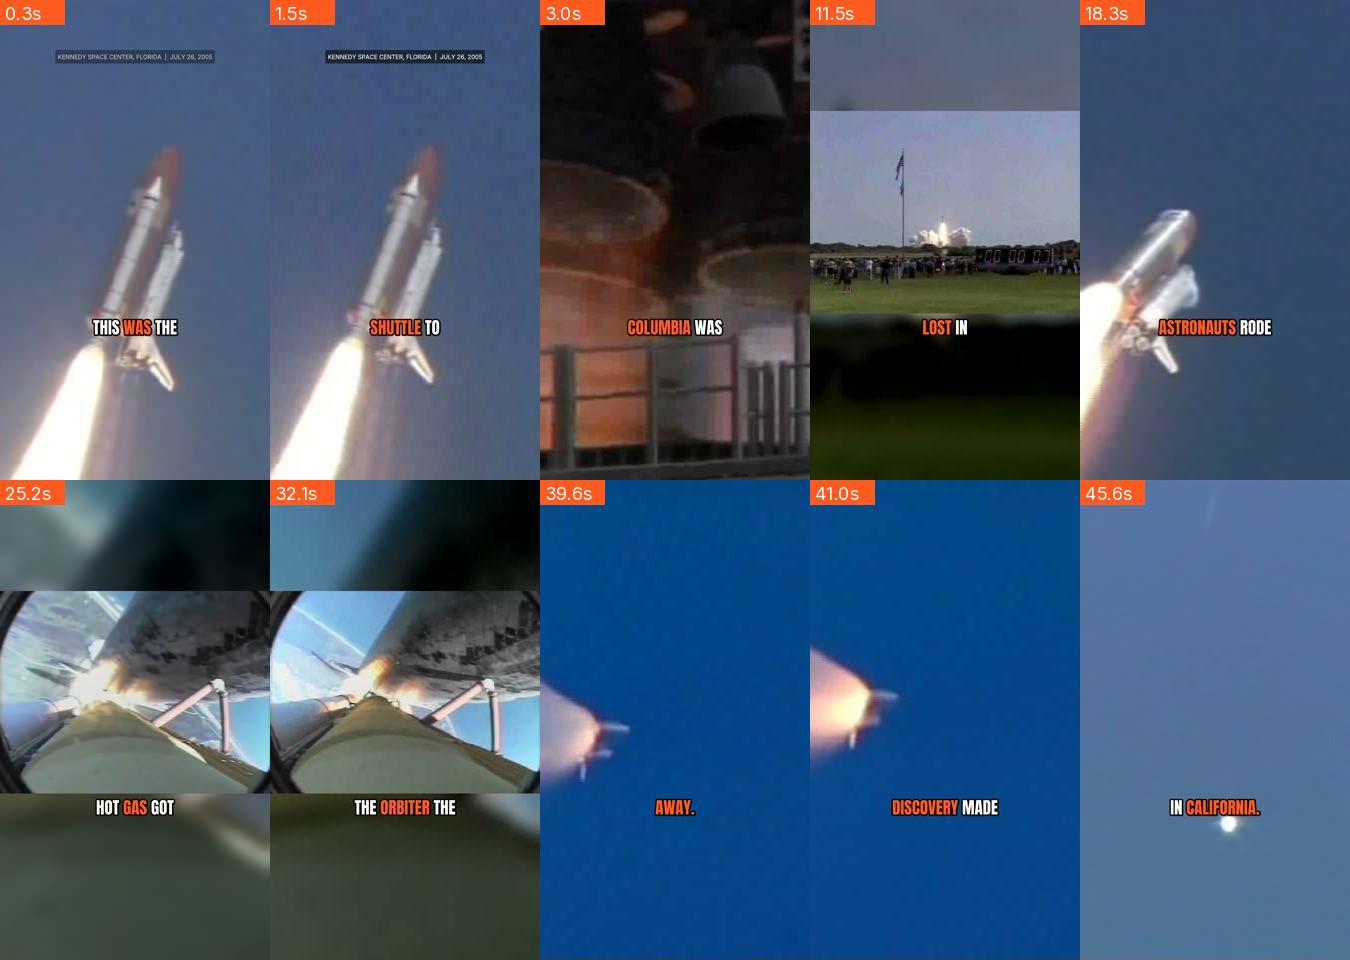 0.3s
KENNEDY SPACE CENTER, FLORIDA | JULY 26, 2005
THIS WAS THE
1.5s
KENNEDY SPACE CENTER, FLORIDA | JULY 26, 2005
SHUTTLE TO
3.0s
COLUMBIA WAS
11.5s
LOST IN
18.3s
ASTRONAUTS RODE
25.2s
HOT GAS GOT
32.1s
THE ORBITER THE
39.6s
AWAY.
41.0s
DISCOVERY MADE
45.6s
IN CALIFORNIA.